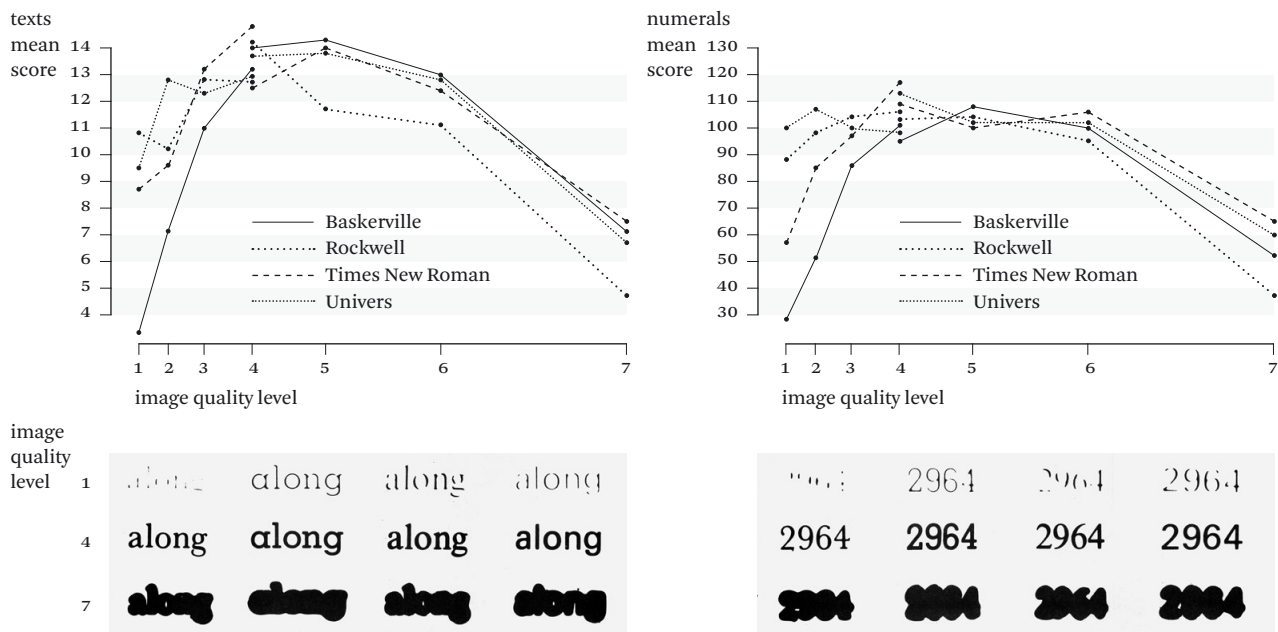 texts
mean
score
14
13
12
11
10
9
8
7
6
5
4
Baskerville
Rockwell
Times New Roman
Univers
1 2 3 4 5 6 7
image quality level
numerals
mean
score
130
120
110
100
90
80
70
60
50
40
30
Baskerville
Rockwell
Times New Roman
Univers
1 2 3 4 5 6 7
image quality level
image
quality
level
1 along along along along 2964 2964 2964
4 along along along along 2964 2964 2964 2964
7